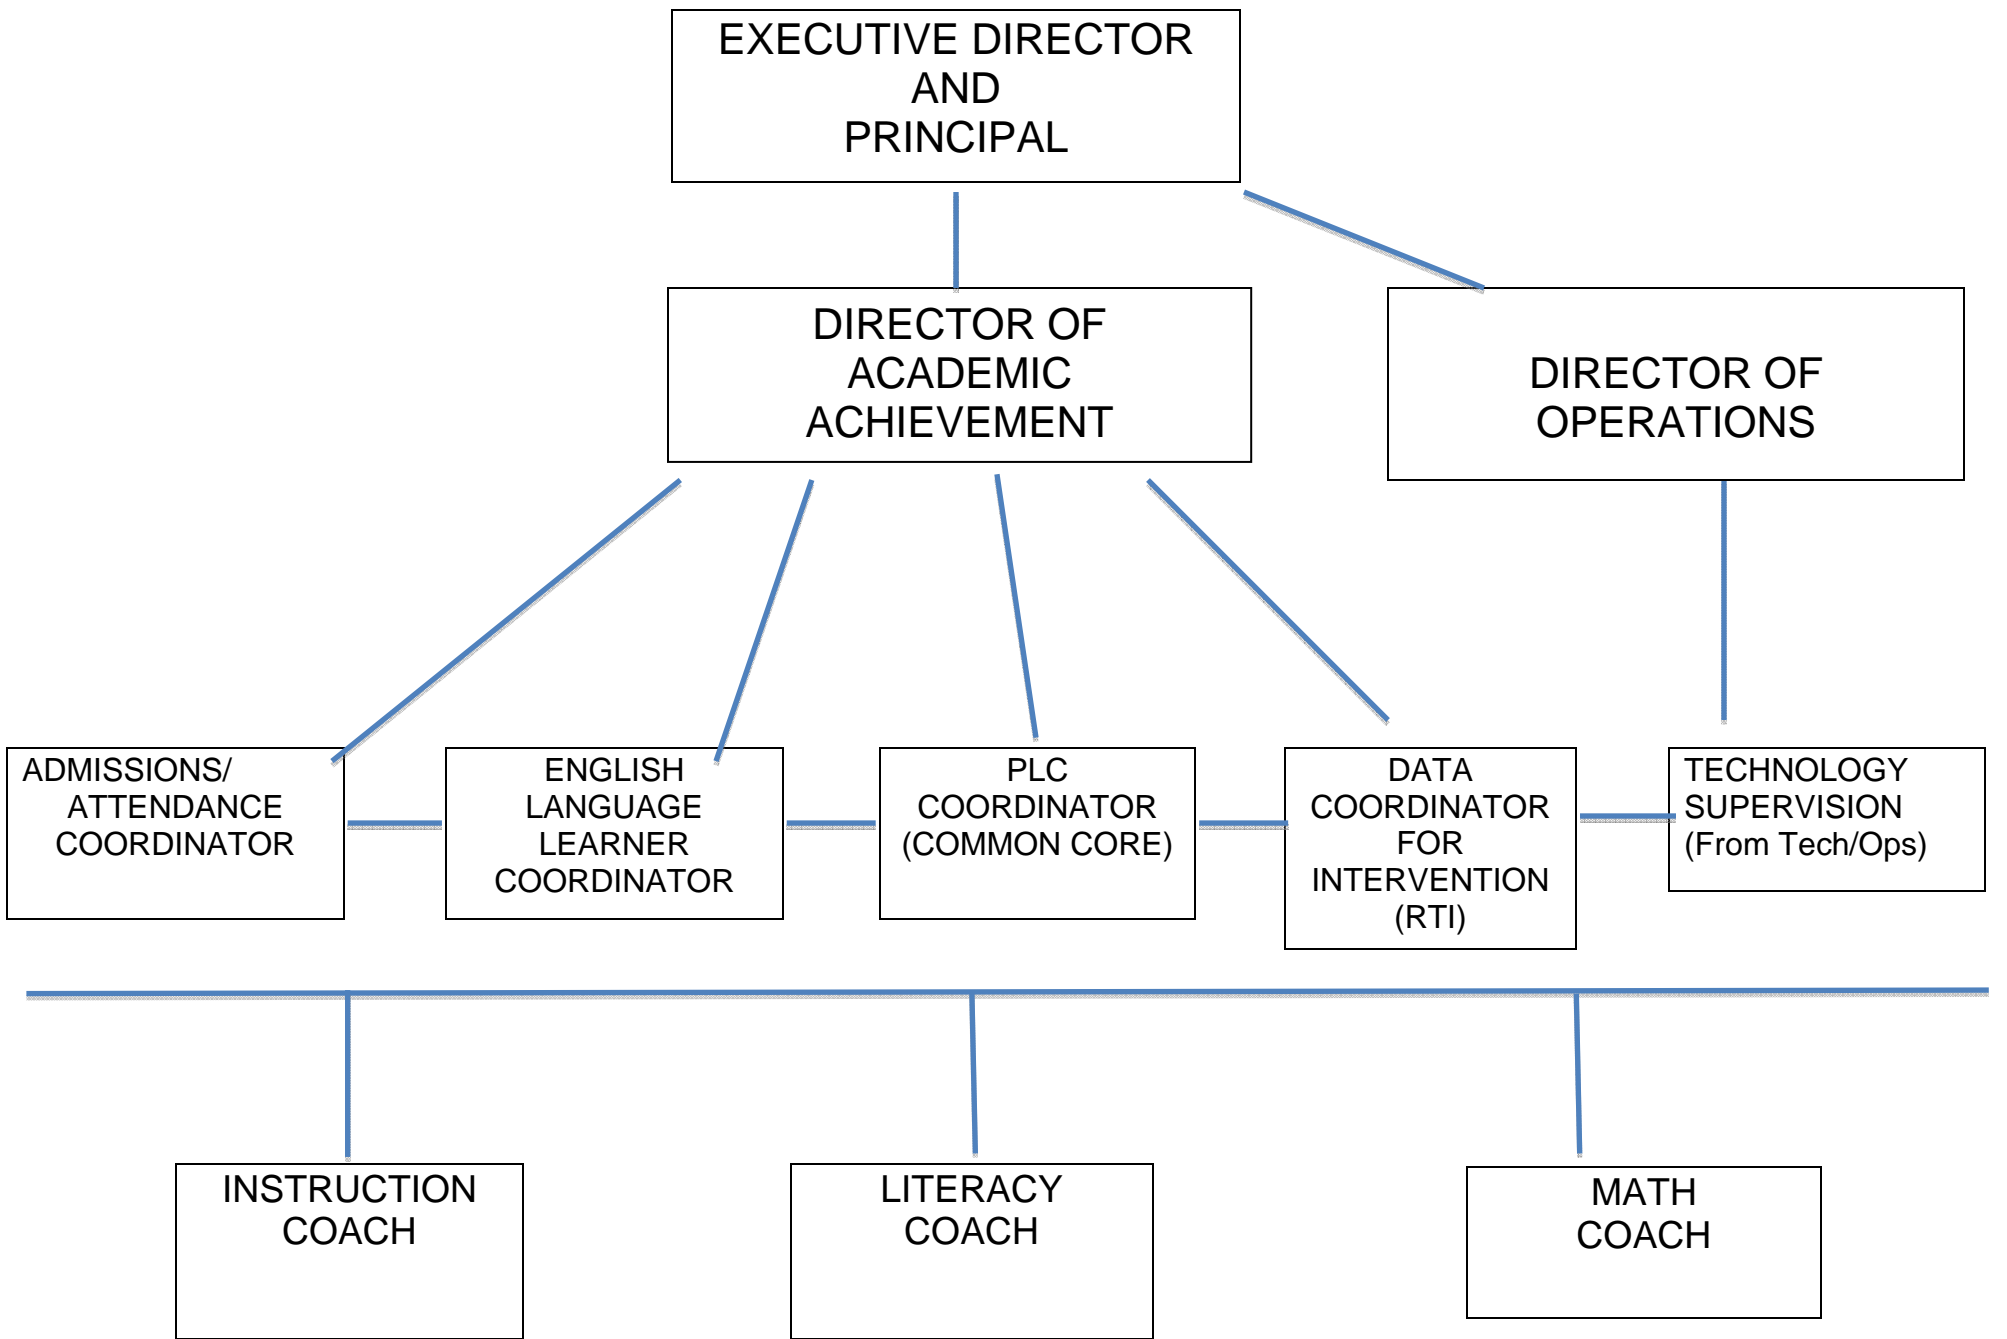 EXECUTIVE DIRECTOR
AND
PRINCIPAL
DIRECTOR OF
ACADEMIC
ACHIEVEMENT
DIRECTOR OF
OPERATIONS
ADMISSIONS/
ATTENDANCE
COORDINATOR
ENGLISH
LANGUAGE
LEARNER
COORDINATOR
PLC
COORDINATOR
(COMMON CORE)
DATA
COORDINATOR
FOR
INTERVENTION
(RTI)
TECHNOLOGY
SUPERVISION
(From Tech/Ops)
INSTRUCTION
COACH
LITERACY
COACH
MATH
COACH